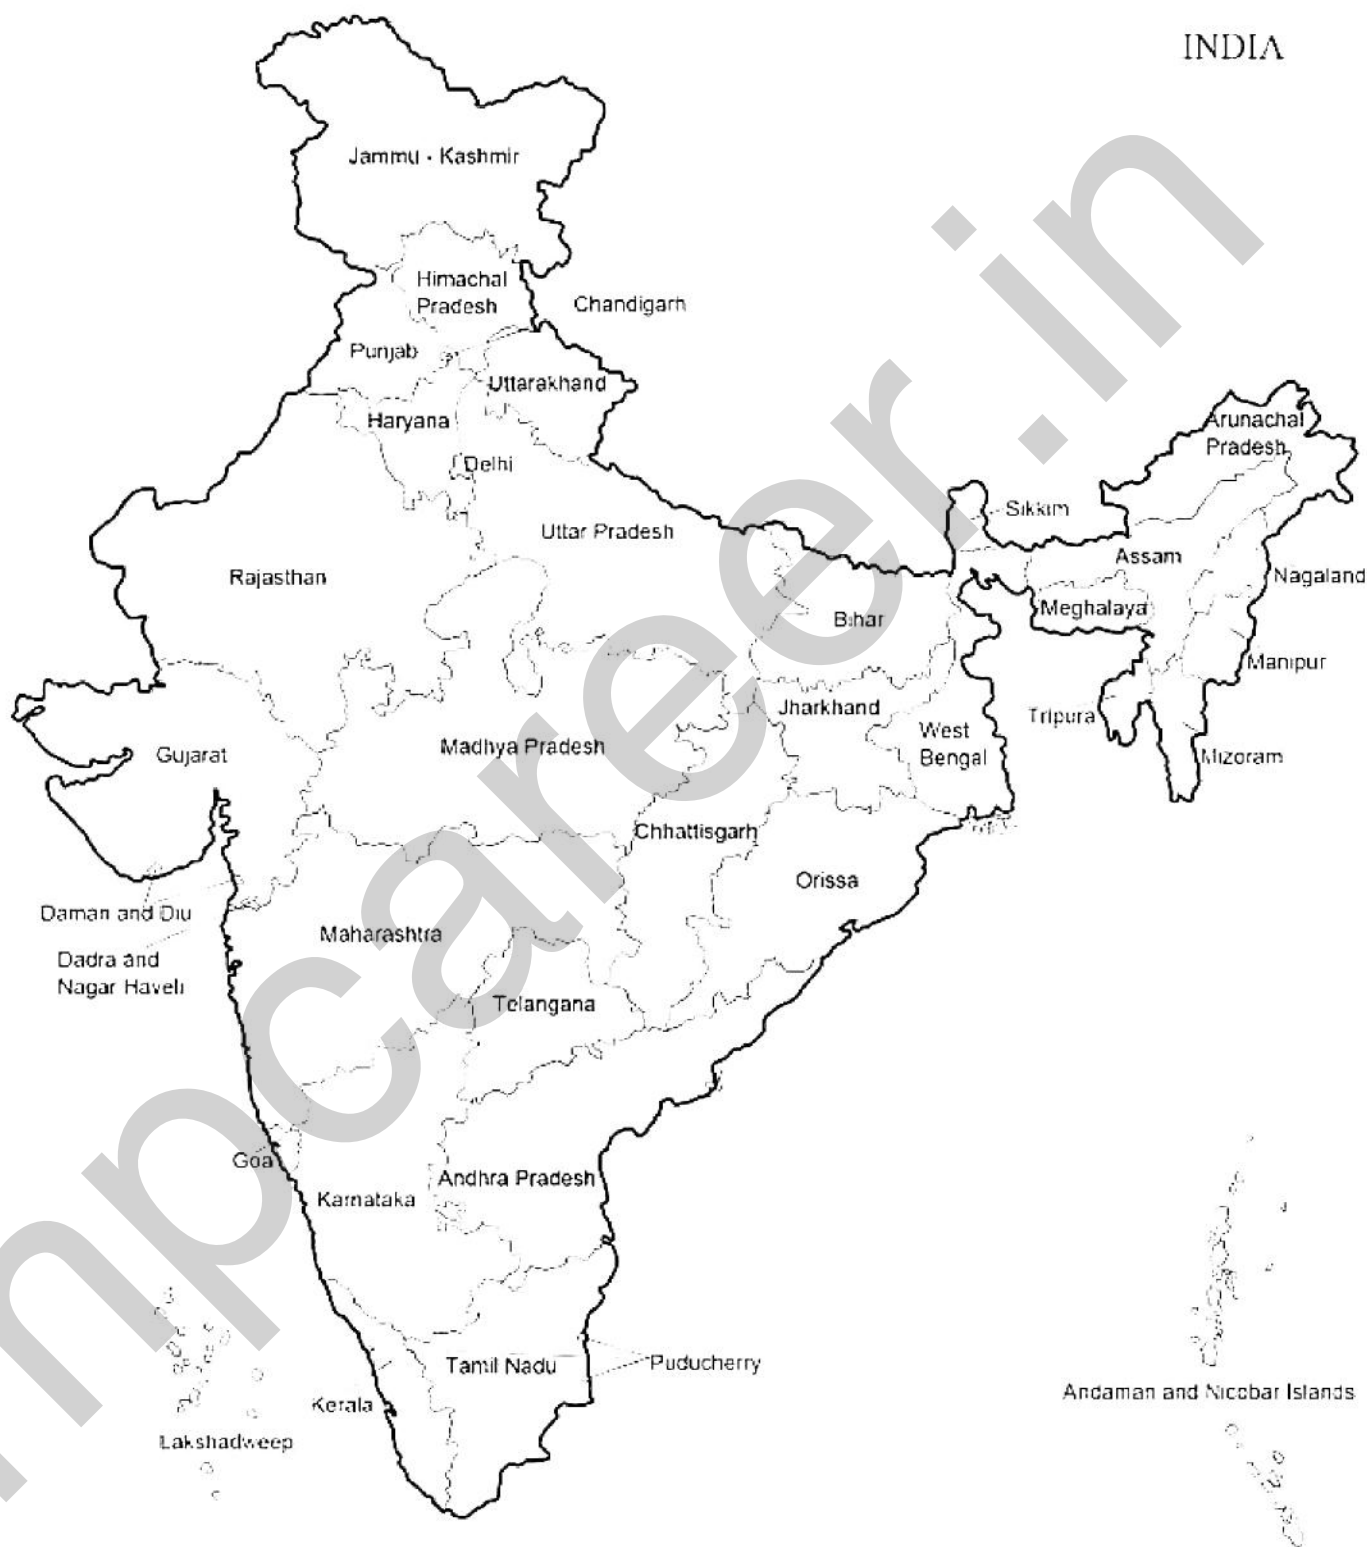 INDIA
Jammu - Kashmir
Himachal
Pradesh
Chandigarh
Punjab
Uttarakhand
Haryana
Delhi
Arunachal
Pradesh
Sikkim
Uttar Pradesh
Assam
Rajasthan
Nagaland
Bihar
Meghalaya
Manipur
Jharkhand
Tripura
West
Bengal
Madhya Pradesh
Gujarat
Mizoram
Chhattisgarh
Orissa
Daman and Diu
Maharashtra
Dadra and
Nagar Haveli
Telangana
Goa
Andhra Pradesh
Karnataka
Tamil Nadu
Puducherry
Kerala
Andaman and Nicobar Islands
Lakshadweep
mpcareer.in